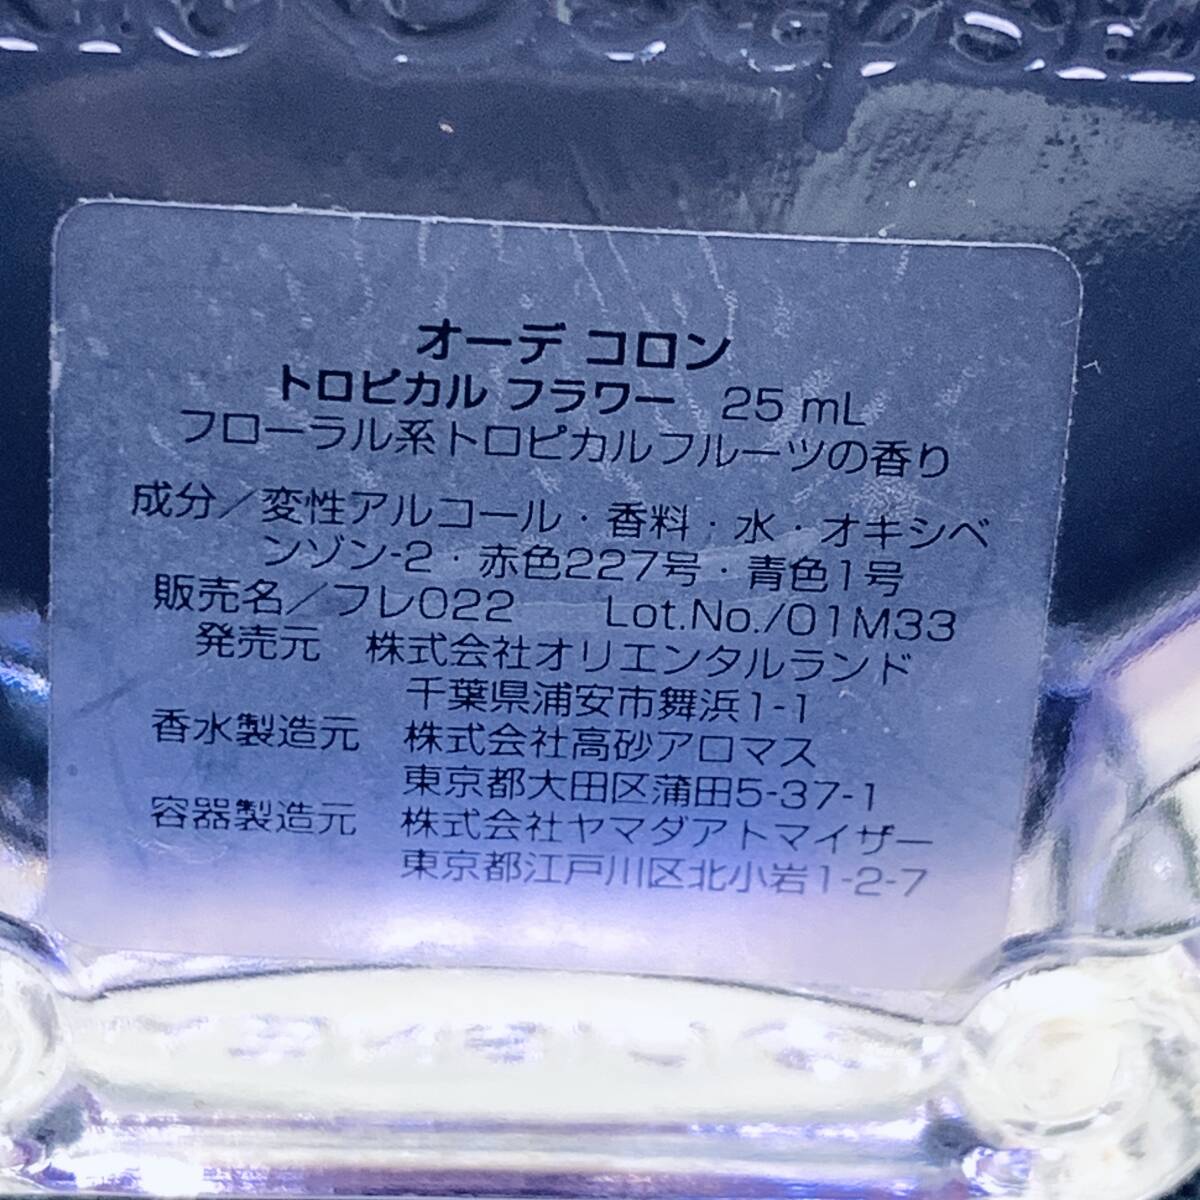 オーデ コロン
トロピカル フラワー 25 mL
フローラル系トロピカルフルーツの香り
成分／変性アルコール・香料・水・オキシベ
ンゾン-2・赤色227号・青色1号
販売名／フレ022 Lot.No./01M33
発売元 株式会社オリエンタルランド
千葉県浦安市舞浜1-1
香水製造元 株式会社高砂アロマス
東京都大田区蒲田5-37-1
容器製造元 株式会社ヤマダアトマイザー
東京都江戸川区北小岩1-2-7